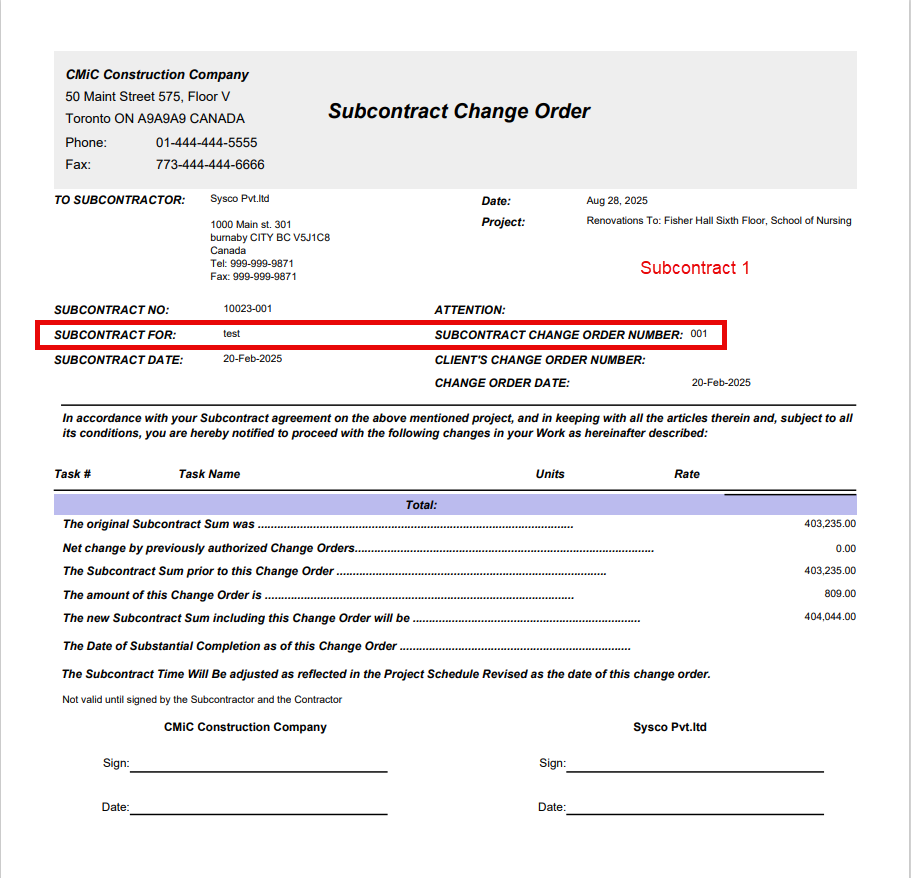 CMiC Construction Company
50 Maint Street 575, Floor V
Toronto ON A9A9A9 CANADA
Phone: 01-444-444-5555
Fax: 773-444-444-6666
Subcontract Change Order
TO SUBCONTRACTOR: Sysco Pvt.ltd
1000 Main st. 301
burnaby CITY BC V5J1C8
Canada
Tel: 999-999-9871
Fax: 999-999-9871
Date: Aug 28, 2025
Project: Renovations To: Fisher Hall Sixth Floor, School of Nursing
Subcontract 1
SUBCONTRACT NO: 10023-001 ATTENTION:
SUBCONTRACT FOR: test SUBCONTRACT CHANGE ORDER NUMBER: 001
SUBCONTRACT DATE: 20-Feb-2025 CLIENT'S CHANGE ORDER NUMBER:
CHANGE ORDER DATE: 20-Feb-2025
In accordance with your Subcontract agreement on the above mentioned project, and in keeping with all the articles therein and, subject to all
its conditions, you are hereby notified to proceed with the following changes in your Work as hereinafter described:
Task # Task Name Units Rate
Total:
The original Subcontract Sum was .................................................................................................. 403,235.00
Net change by previously authorized Change Orders............................................................................................. 0.00
The Subcontract Sum prior to this Change Order .................................................................................... 403,235.00
The amount of this Change Order is ................................................................................................ 809.00
The new Subcontract Sum including this Change Order will be ....................................................................... 404,044.00
The Date of Substantial Completion as of this Change Order ........................................................................
The Subcontract Time Will Be adjusted as reflected in the Project Schedule Revised as the date of this change order.
Not valid until signed by the Subcontractor and the Contractor
CMiC Construction Company Sysco Pvt.ltd
Sign: Sign:
Date: Date: